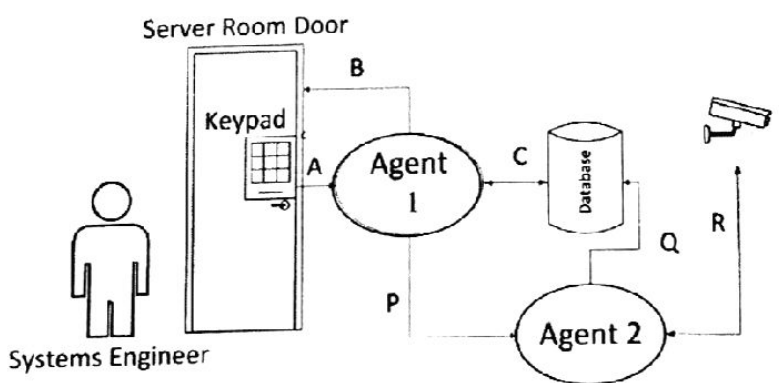 Server Room Door
B
Keypad
A
Agent
1
C
Database
R
Q
P
Agent 2
Systems Engineer